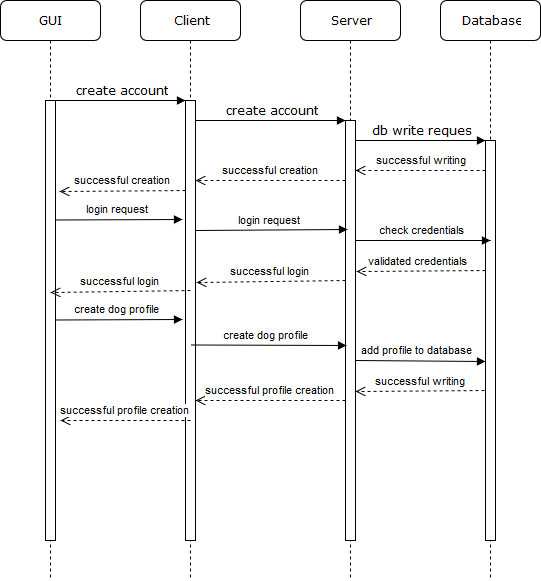 GUI
Client
Server
Database
create account
create account
db write reques
successful writing
successful creation
successful creation
login request
login request
check credentials
validated credentials
successful login
successful login
create dog profile
create dog profile
add profile to database
successful writing
successful profile creation
successful profile creation